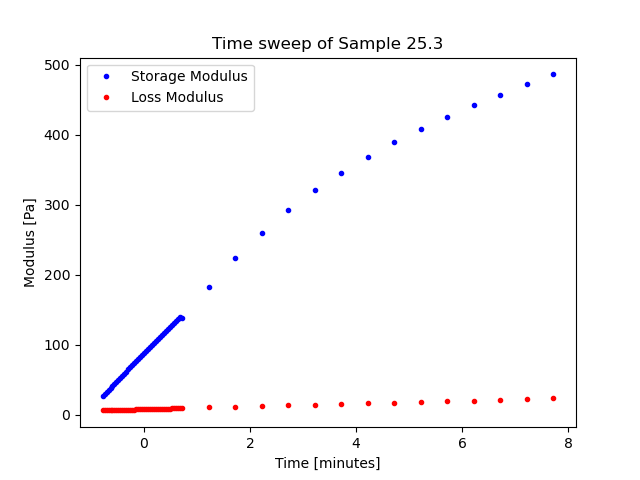 Time sweep of Sample 25.3
Storage Modulus
Loss Modulus
Modulus [Pa]
500
400
300
200
100
0
0 2 4 6 8
Time [minutes]